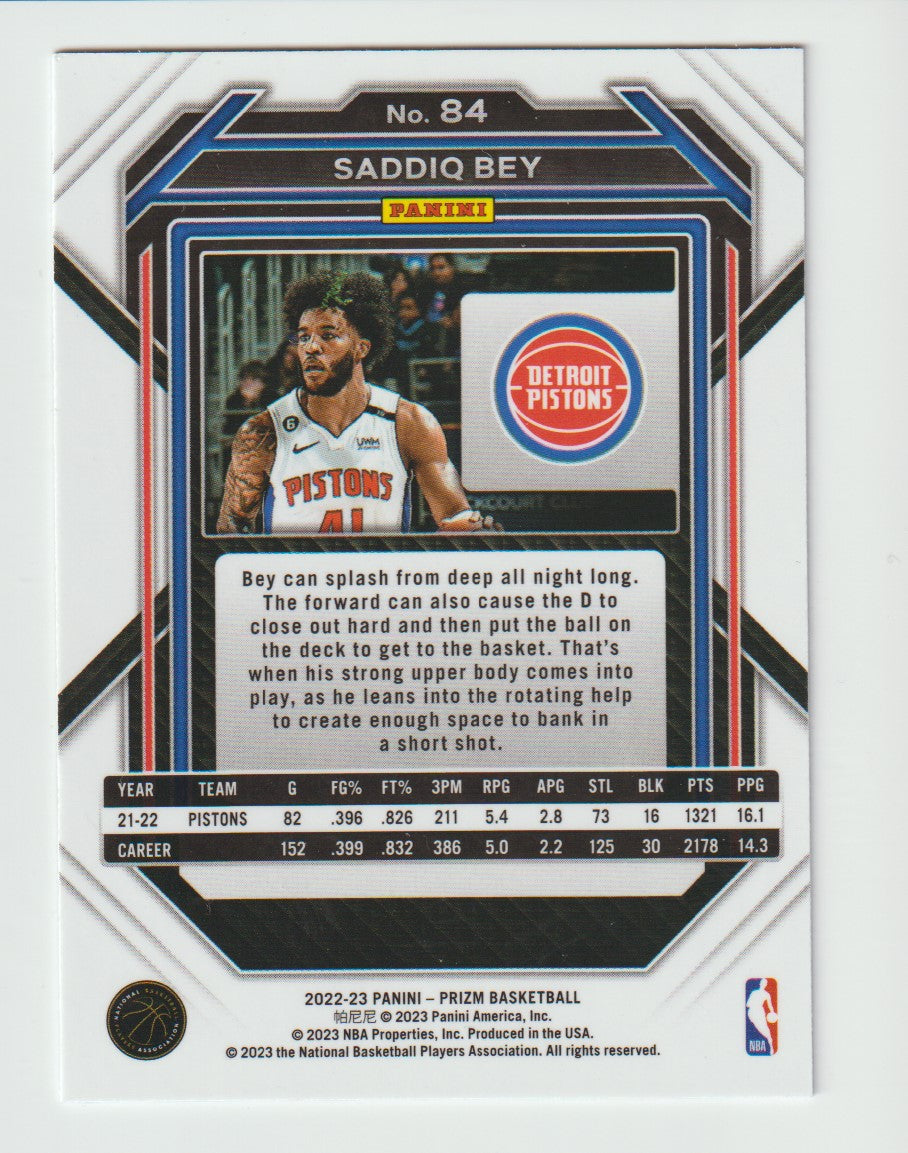 No. 84
SADDIQ BEY
PANINI
DETROIT
PISTONS
6
UWM
PISTONS
41
Bey can splash from deep all night long.
The forward can also cause the D to
close out hard and then put the ball on
the deck to get to the basket. That's
when his strong upper body comes into
play, as he leans into the rotating help
to create enough space to bank in
a short shot.
YEAR TEAM G FG% FT% 3PM RPG APG STL BLK PTS PPG
21-22 PISTONS 82 .396 .826 211 5.4 2.8 73 16 1321 16.1
CAREER 152 .399 .832 386 5.0 2.2 125 30 2178 14.3
2022-23 PANINI – PRIZM BASKETBALL
帕尼尼 © 2023 Panini America, Inc.
© 2023 NBA Properties, Inc. Produced in the USA.
© 2023 the National Basketball Players Association. All rights reserved.
NATIONAL BASKETBALL
PLAYERS ASSOCIATION
NBA